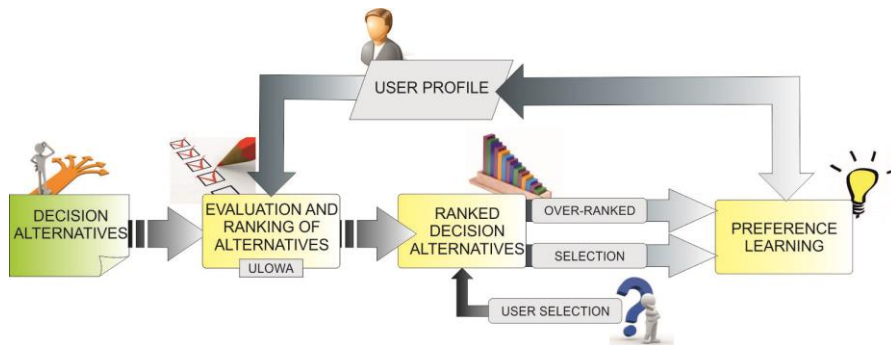 USER PROFILE
DECISION
ALTERNATIVES
EVALUATION AND
RANKING OF
ALTERNATIVES
ULOWA
RANKED
DECISION
ALTERNATIVES
OVER-RANKED
SELECTION
USER SELECTION
PREFERENCE
LEARNING